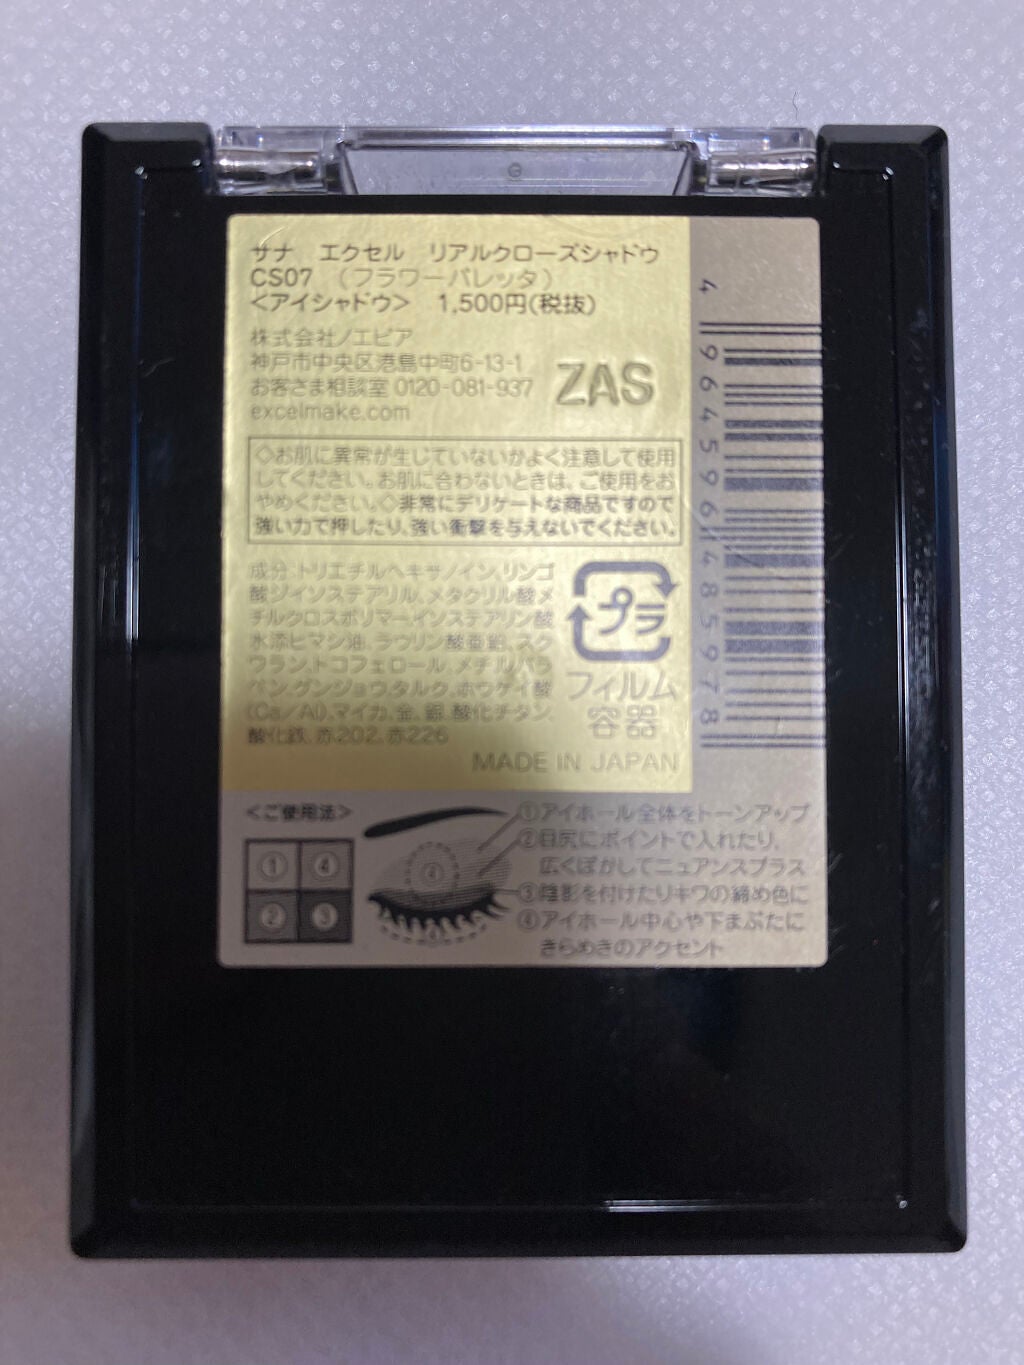 サナ　エクセル　リアルクローズシャドウ
CS07 （フラワーバレッタ）
＜アイシャドウ＞　1,500円(税抜)
株式会社ノエビア
神戸市中央区港島中町6-13-1
お客さま相談室 0120-081-937
excelmake.com
ZAS
◇お肌に異常が生じていないかよく注意して使用
してください。お肌に合わないときは、ご使用をお
やめください。◇非常にデリケートな商品ですので
強い力で押したり、強い衝撃を与えないでください。
成分:トリエチルヘキサノイン､リンゴ
酸ジイソステアリル､メタクリル酸メ
チルクロスポリマー､イソステアリン酸
水添ヒマシ油､ラウリン酸亜鉛､スク
ワラン､トコフェロール､メチルパラ
ベン､グンジョウ､タルク､ホウケイ酸
(Ca／Al)､マイカ､金､銀､酸化チタン､
酸化鉄､赤202､赤226
プラ
フィルム
容器
MADE IN JAPAN
4 964596 485978
＜ご使用法＞
① ④
② ③
①アイホール全体をトーンアップ
②目尻にポイントで入れたり､
広くぼかしてニュアンスプラス
③陰影を付けたりキワの締め色に
④アイホール中心や下まぶたに
きらめきのアクセント